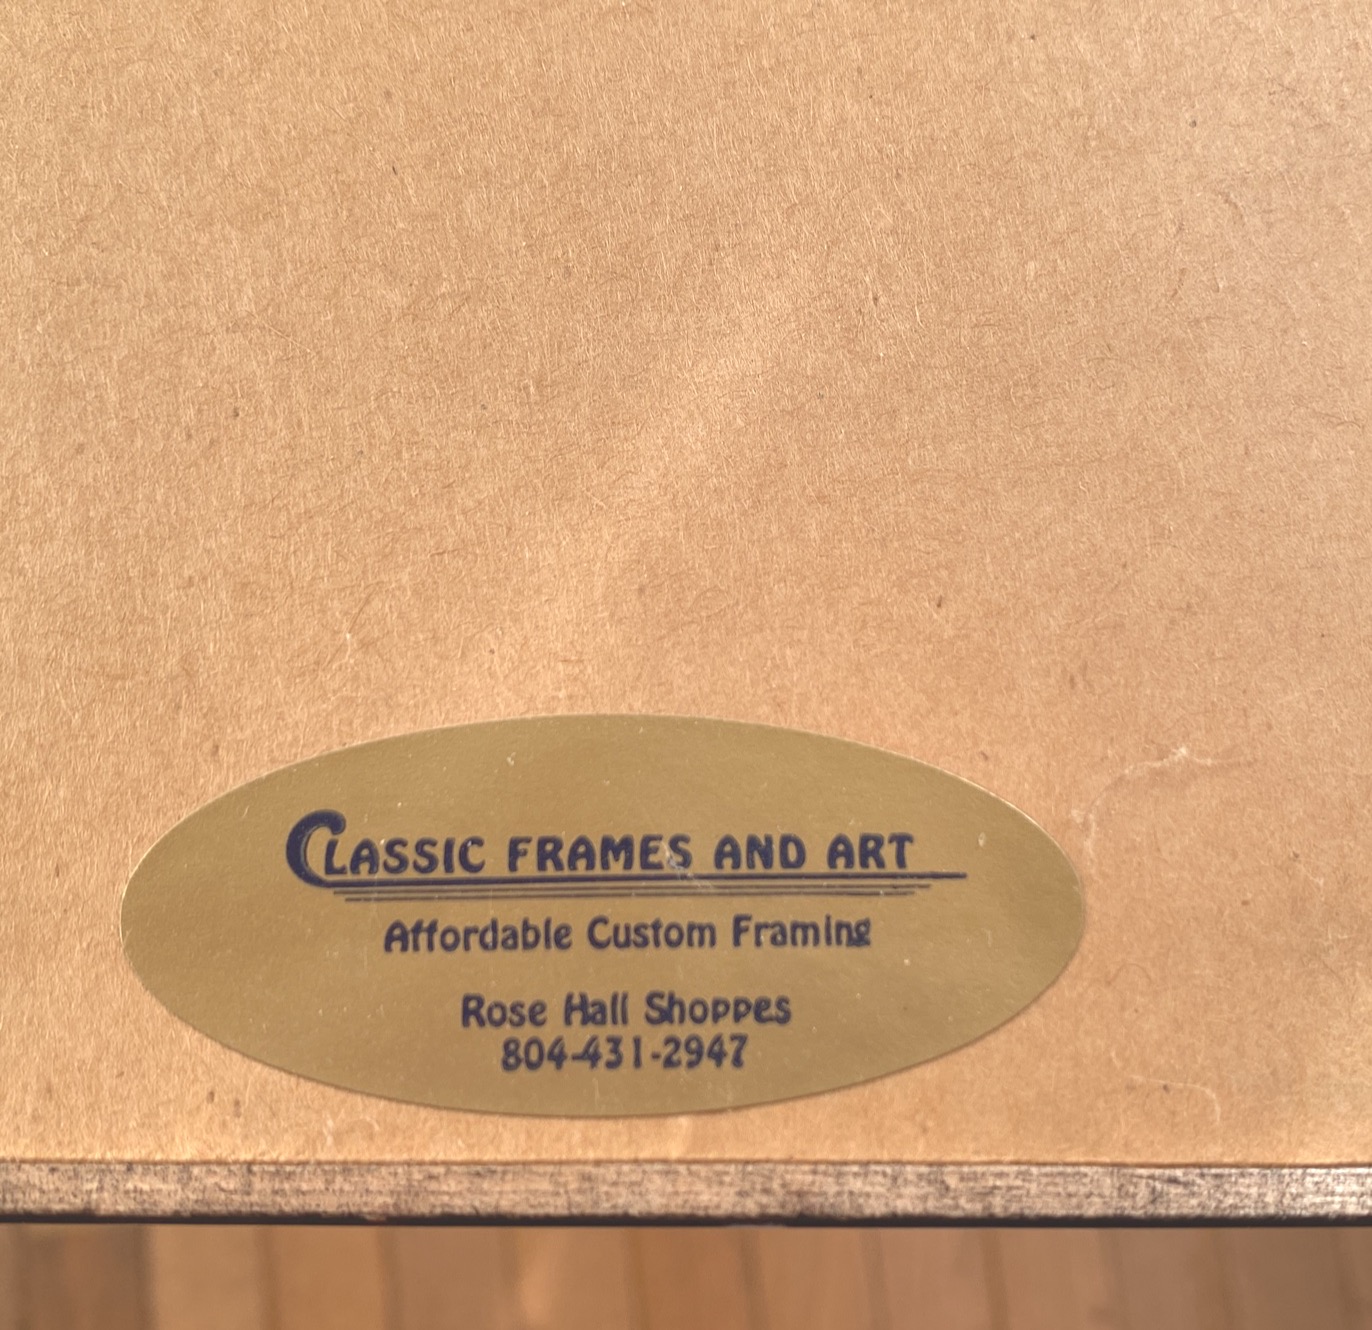 CLASSIC FRAMES AND ART
Affordable Custom Framing
Rose Hall Shoppes
804-431-2947